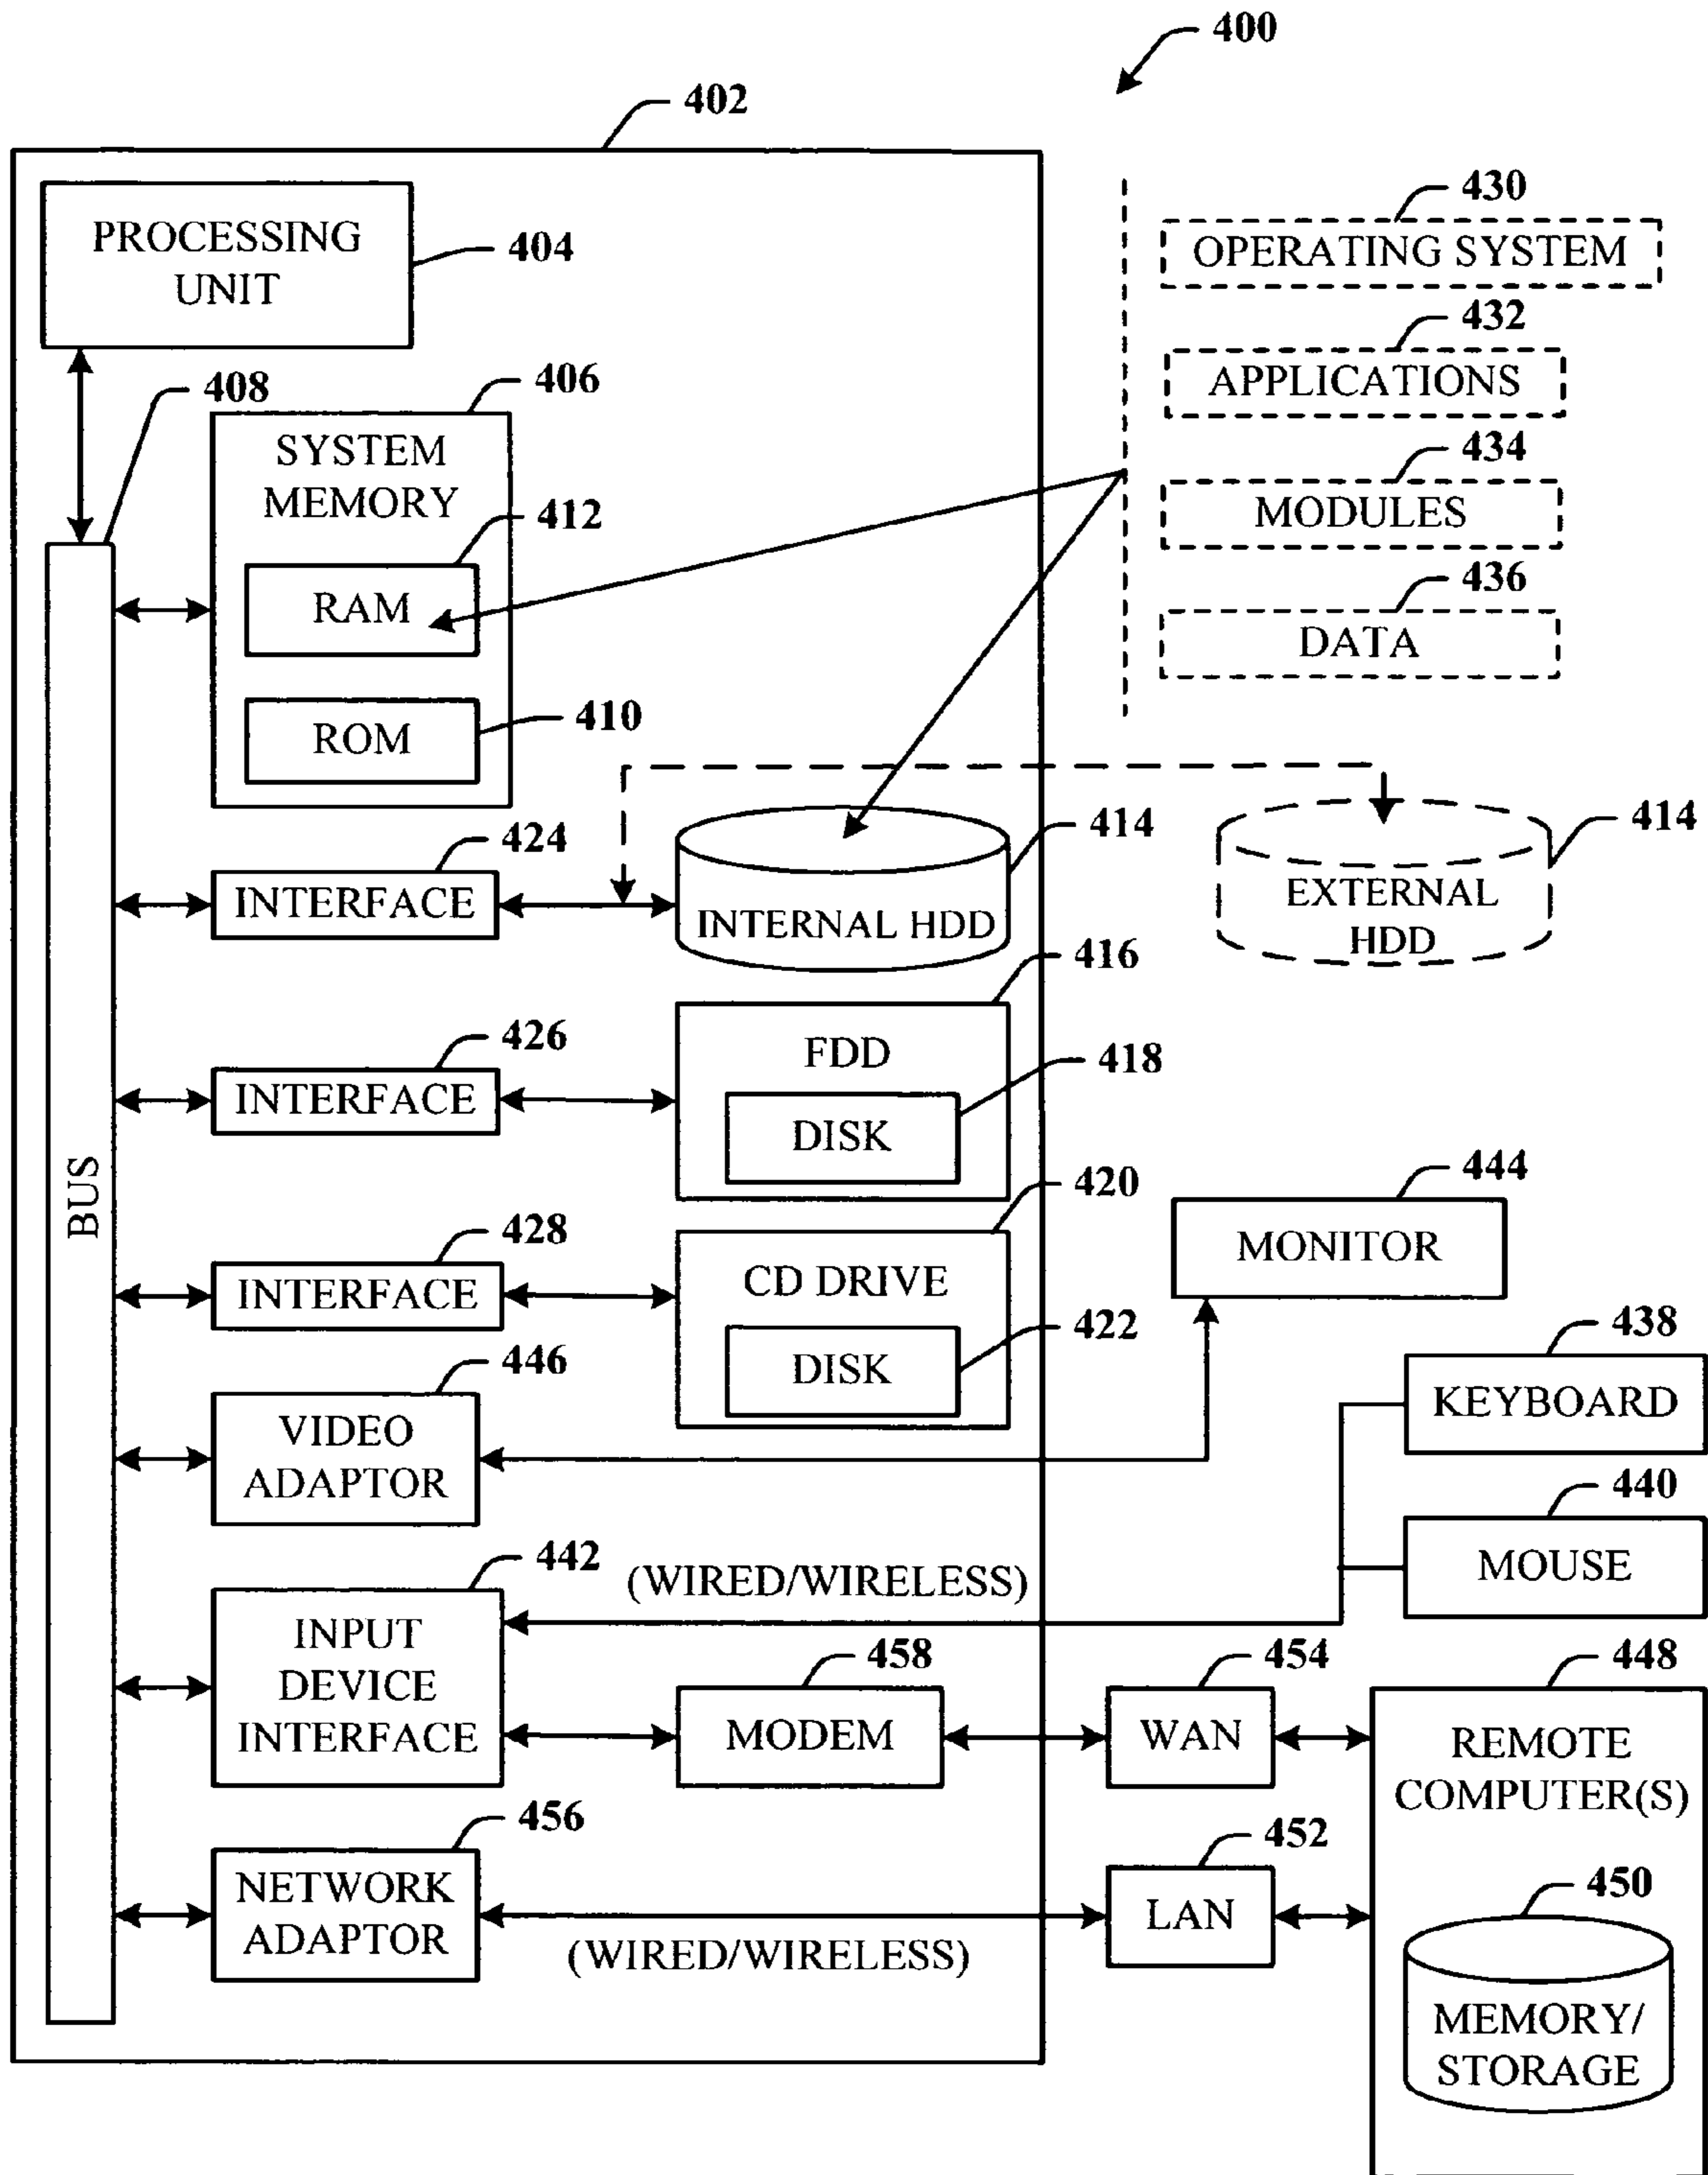 400
402
PROCESSING
UNIT
404
430
OPERATING SYSTEM
432
APPLICATIONS
434
MODULES
436
DATA
408
406
SYSTEM
MEMORY
412
RAM
410
ROM
424
INTERFACE
414
INTERNAL HDD
414
EXTERNAL
HDD
416
FDD
426
INTERFACE
418
DISK
BUS
420
CD DRIVE
428
INTERFACE
422
DISK
444
MONITOR
438
KEYBOARD
446
VIDEO
ADAPTOR
440
MOUSE
442
(WIRED/WIRELESS)
INPUT
DEVICE
INTERFACE
458
MODEM
454
WAN
448
REMOTE
COMPUTER(S)
456
NETWORK
ADAPTOR
(WIRED/WIRELESS)
452
LAN
450
MEMORY/
STORAGE